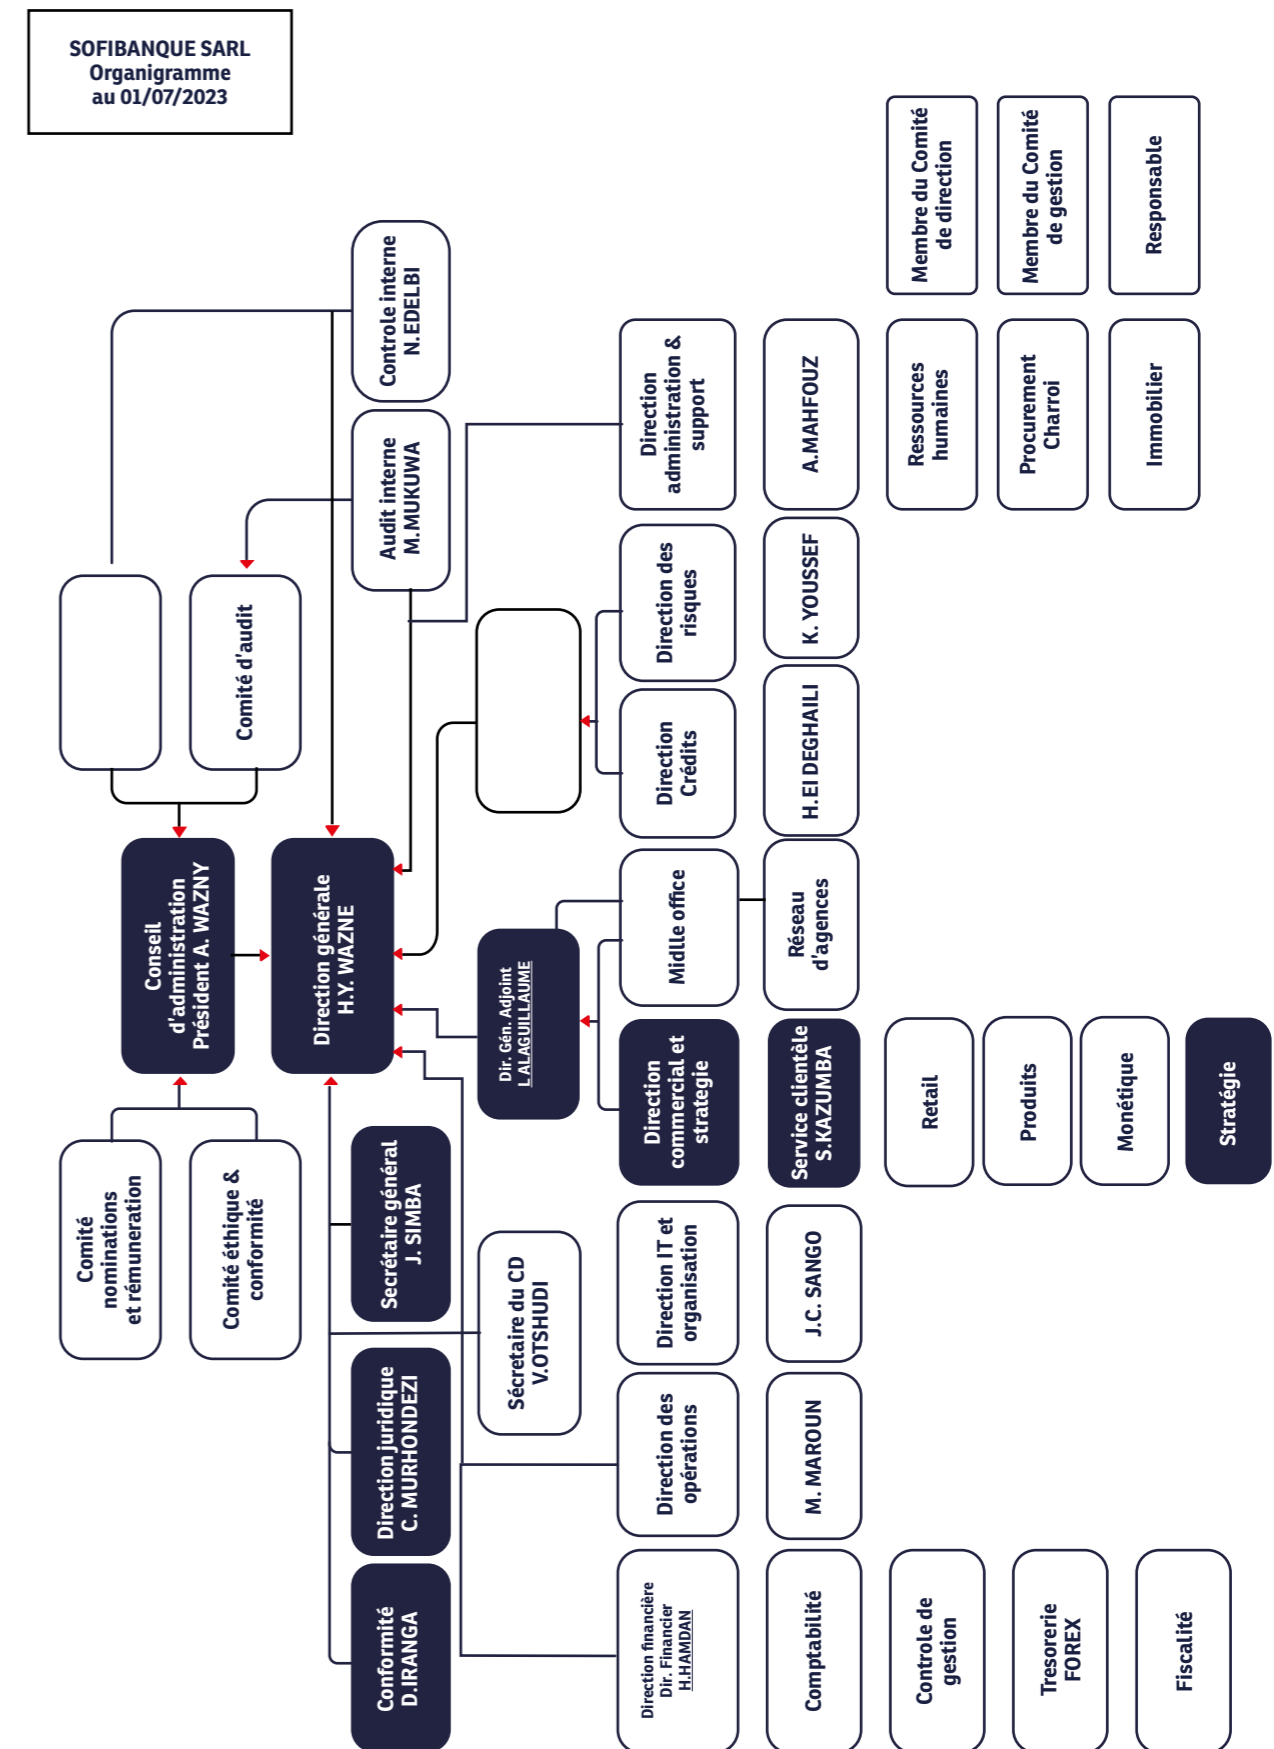 SOFIBANQUE SARL
Organigramme
au 01/07/2023
Comité
nominations
et rémuneration
Comité éthique &
conformité
Comité d'audit
Conseil
d'administration
Président A. WAZNY
Direction générale
H.Y. WAZNE
Conformité
D.IRANGA
Direction juridique
C. MURHONDEZI
Secrétaire général
J. SIMBA
Audit interne
M.MUKUWA
Controle interne
N.EDELBI
Sécretaire du CD
V.OTSHUDI
Dir. Gén. Adjoint
L ALAGUILLAUME
Direction financière
Dir. Financier
H.HAMDAN
Direction des
opérations
Direction IT et
organisation
Direction
commercial et
strategie
Midlle office
Direction
Crédits
Direction des
risques
Direction
administration &
support
Comptabilité
M. MAROUN
J.C. SANGO
Service clientèle
S.KAZUMBA
Réseau
d'agences
H.EI DEGHAILI
K. YOUSSEF
A.MAHFOUZ
Controle de
gestion
Retail
Ressources
humaines
Membre du Comité
de direction
Tresorerie
FOREX
Produits
Procurement
Charroi
Membre du Comité
de gestion
Fiscalité
Monétique
Immobilier
Responsable
Stratégie